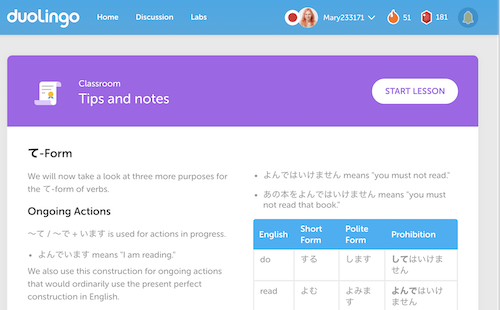 duolingo
Home
Discussion
Labs
Mary233171
51
181
Classroom
Tips and notes
START LESSON
て-Form
We will now take a look at three more purposes for
the て-form of verbs.
Ongoing Actions
〜て / 〜で + います is used for actions in progress.
• よんでいます means "I am reading."
We also use this construction for ongoing actions
that would ordinarily use the present perfect
construction in English.
• よんではいけません means "you must not read."
• あの本をよんではいけません means "you must
not read that book."
English
Short
Form
Polite
Form
Prohibition
do
する
します
してはいけま
せん
read
よむ
よみま
す
よんではいけ
ません